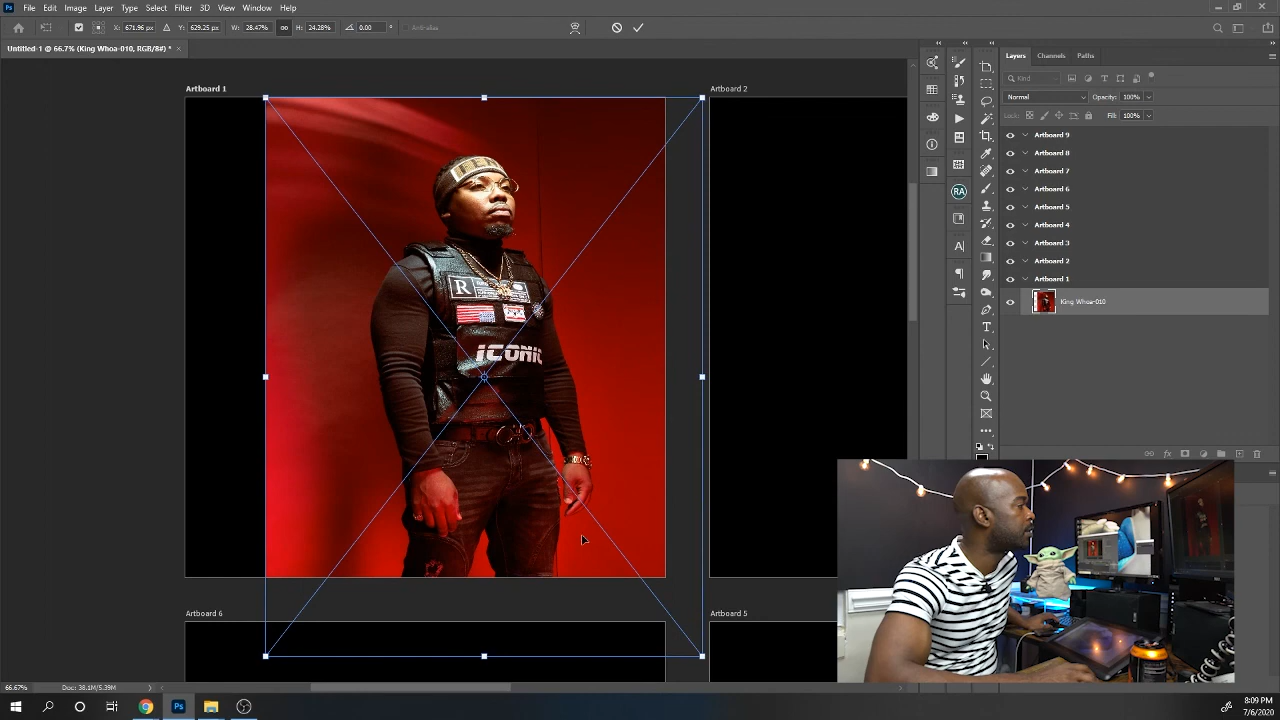 Ps File Edit Image Layer Type Select Filter 3D View Window Help
X: 671.96 px Y: 629.25 px W: 28.47% H: 24.28% 0.00 ° Anti-alias
Untitled-1 @ 66.7% (King Whoa-010, RGB/8#) * ×
Artboard 1
Artboard 2
R
ICONIC
Artboard 6
Artboard 5
66.67% Doc: 38.1M/5.39M
RA
A
Layers Channels Paths
Kind
Normal Opacity: 100%
Lock: Fill: 100%
Artboard 9
Artboard 8
Artboard 7
Artboard 6
Artboard 5
Artboard 4
Artboard 3
Artboard 2
Artboard 1
King Whoa-010
Ps
8:09 PM
7/6/2020